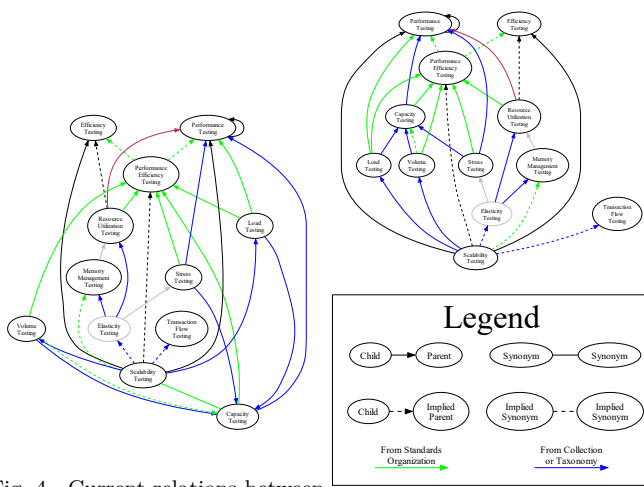 Efficiency
Testing
Performance
Testing
Performance
Efficiency
Testing
Resource
Utilization
Testing
Load
Testing
Memory
Management
Testing
Stress
Testing
Volume
Testing
Elasticity
Testing
Transaction
Flow
Testing
Scalability
Testing
Capacity
Testing
Fig. 4. Current relations between
Performance
Testing
Efficiency
Testing
Performance
Efficiency
Testing
Capacity
Testing
Resource
Utilization
Testing
Load
Testing
Volume
Testing
Stress
Testing
Memory
Management
Testing
Elasticity
Testing
Transaction
Flow
Testing
Scalability
Testing
Legend
Child
Parent
Synonym
Synonym
Child
Implied
Parent
Implied
Synonym
Implied
Synonym
From Standards
Organization
From Collection
or Taxonomy